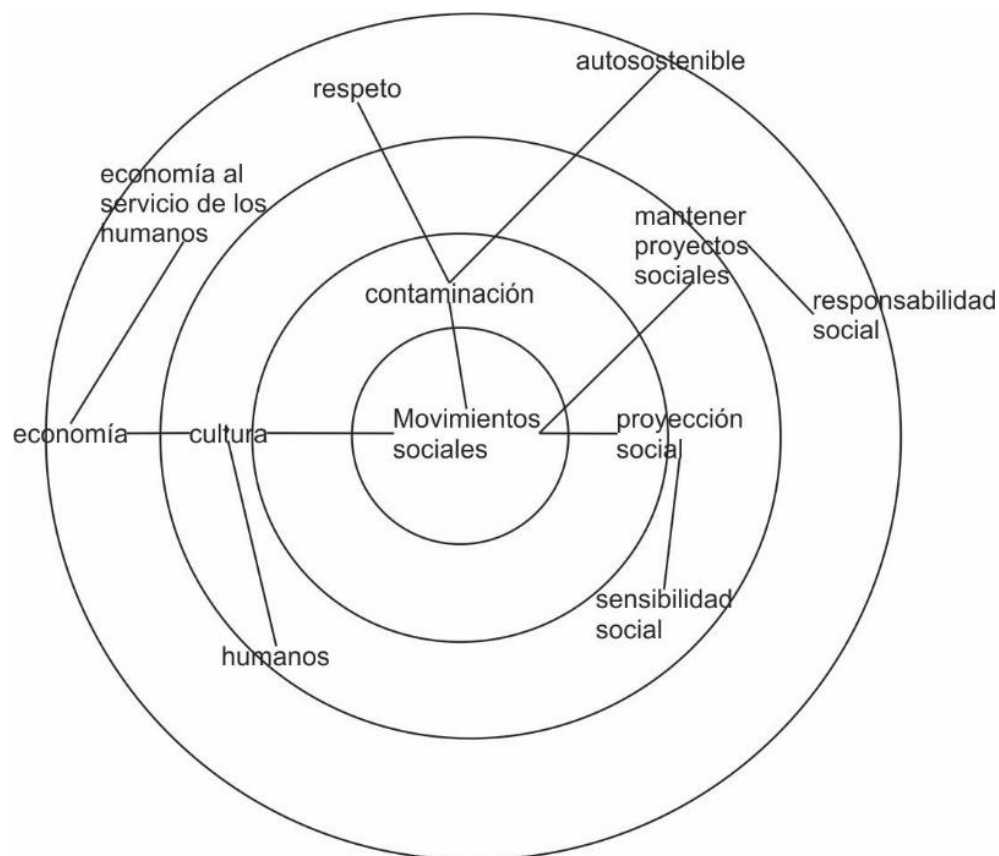 autosostenible
respeto
economía al
servicio de los
humanos
mantener
proyectos
sociales
contaminación
responsabilidad
social
Movimientos
sociales
proyección
social
economía
cultura
sensibilidad
social
humanos